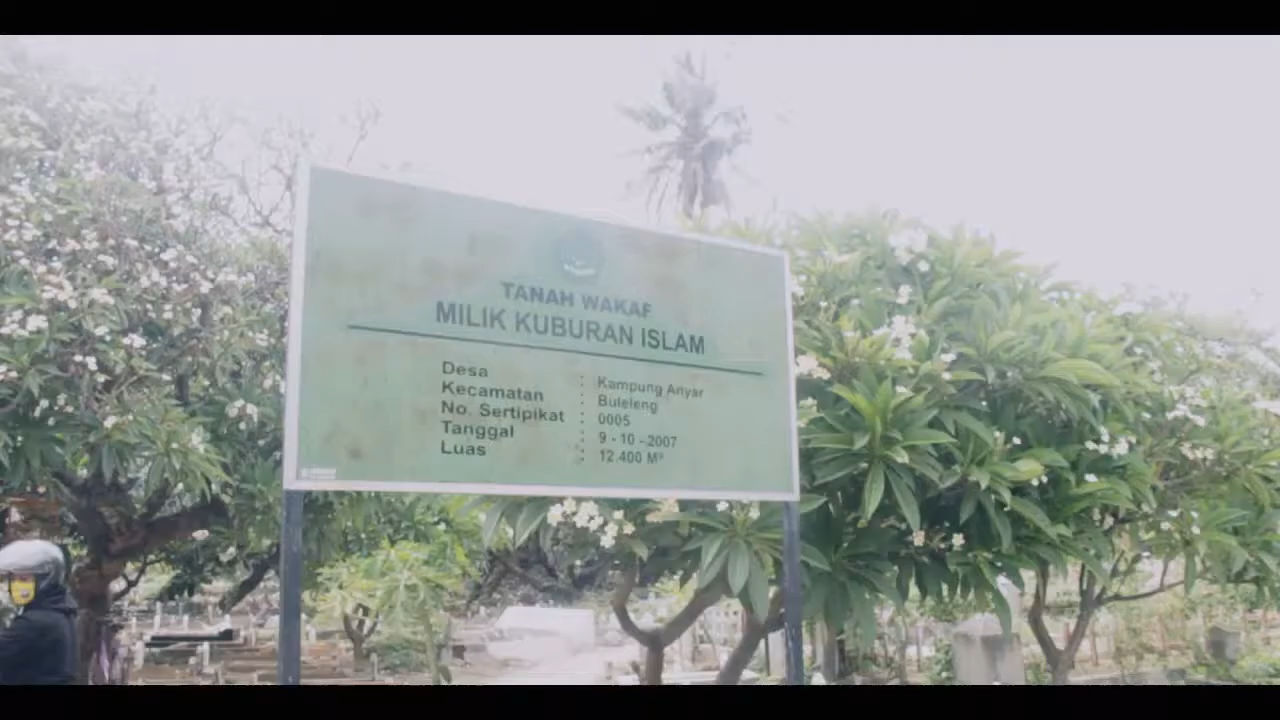 TANAH WAKAF
MILIK KUBURAN ISLAM
Desa : Kampung Anyar
Kecamatan : Buleleng
No. Sertipikat : 0005
Tanggal : 9 - 10 - 2007
Luas : 12.400 M²